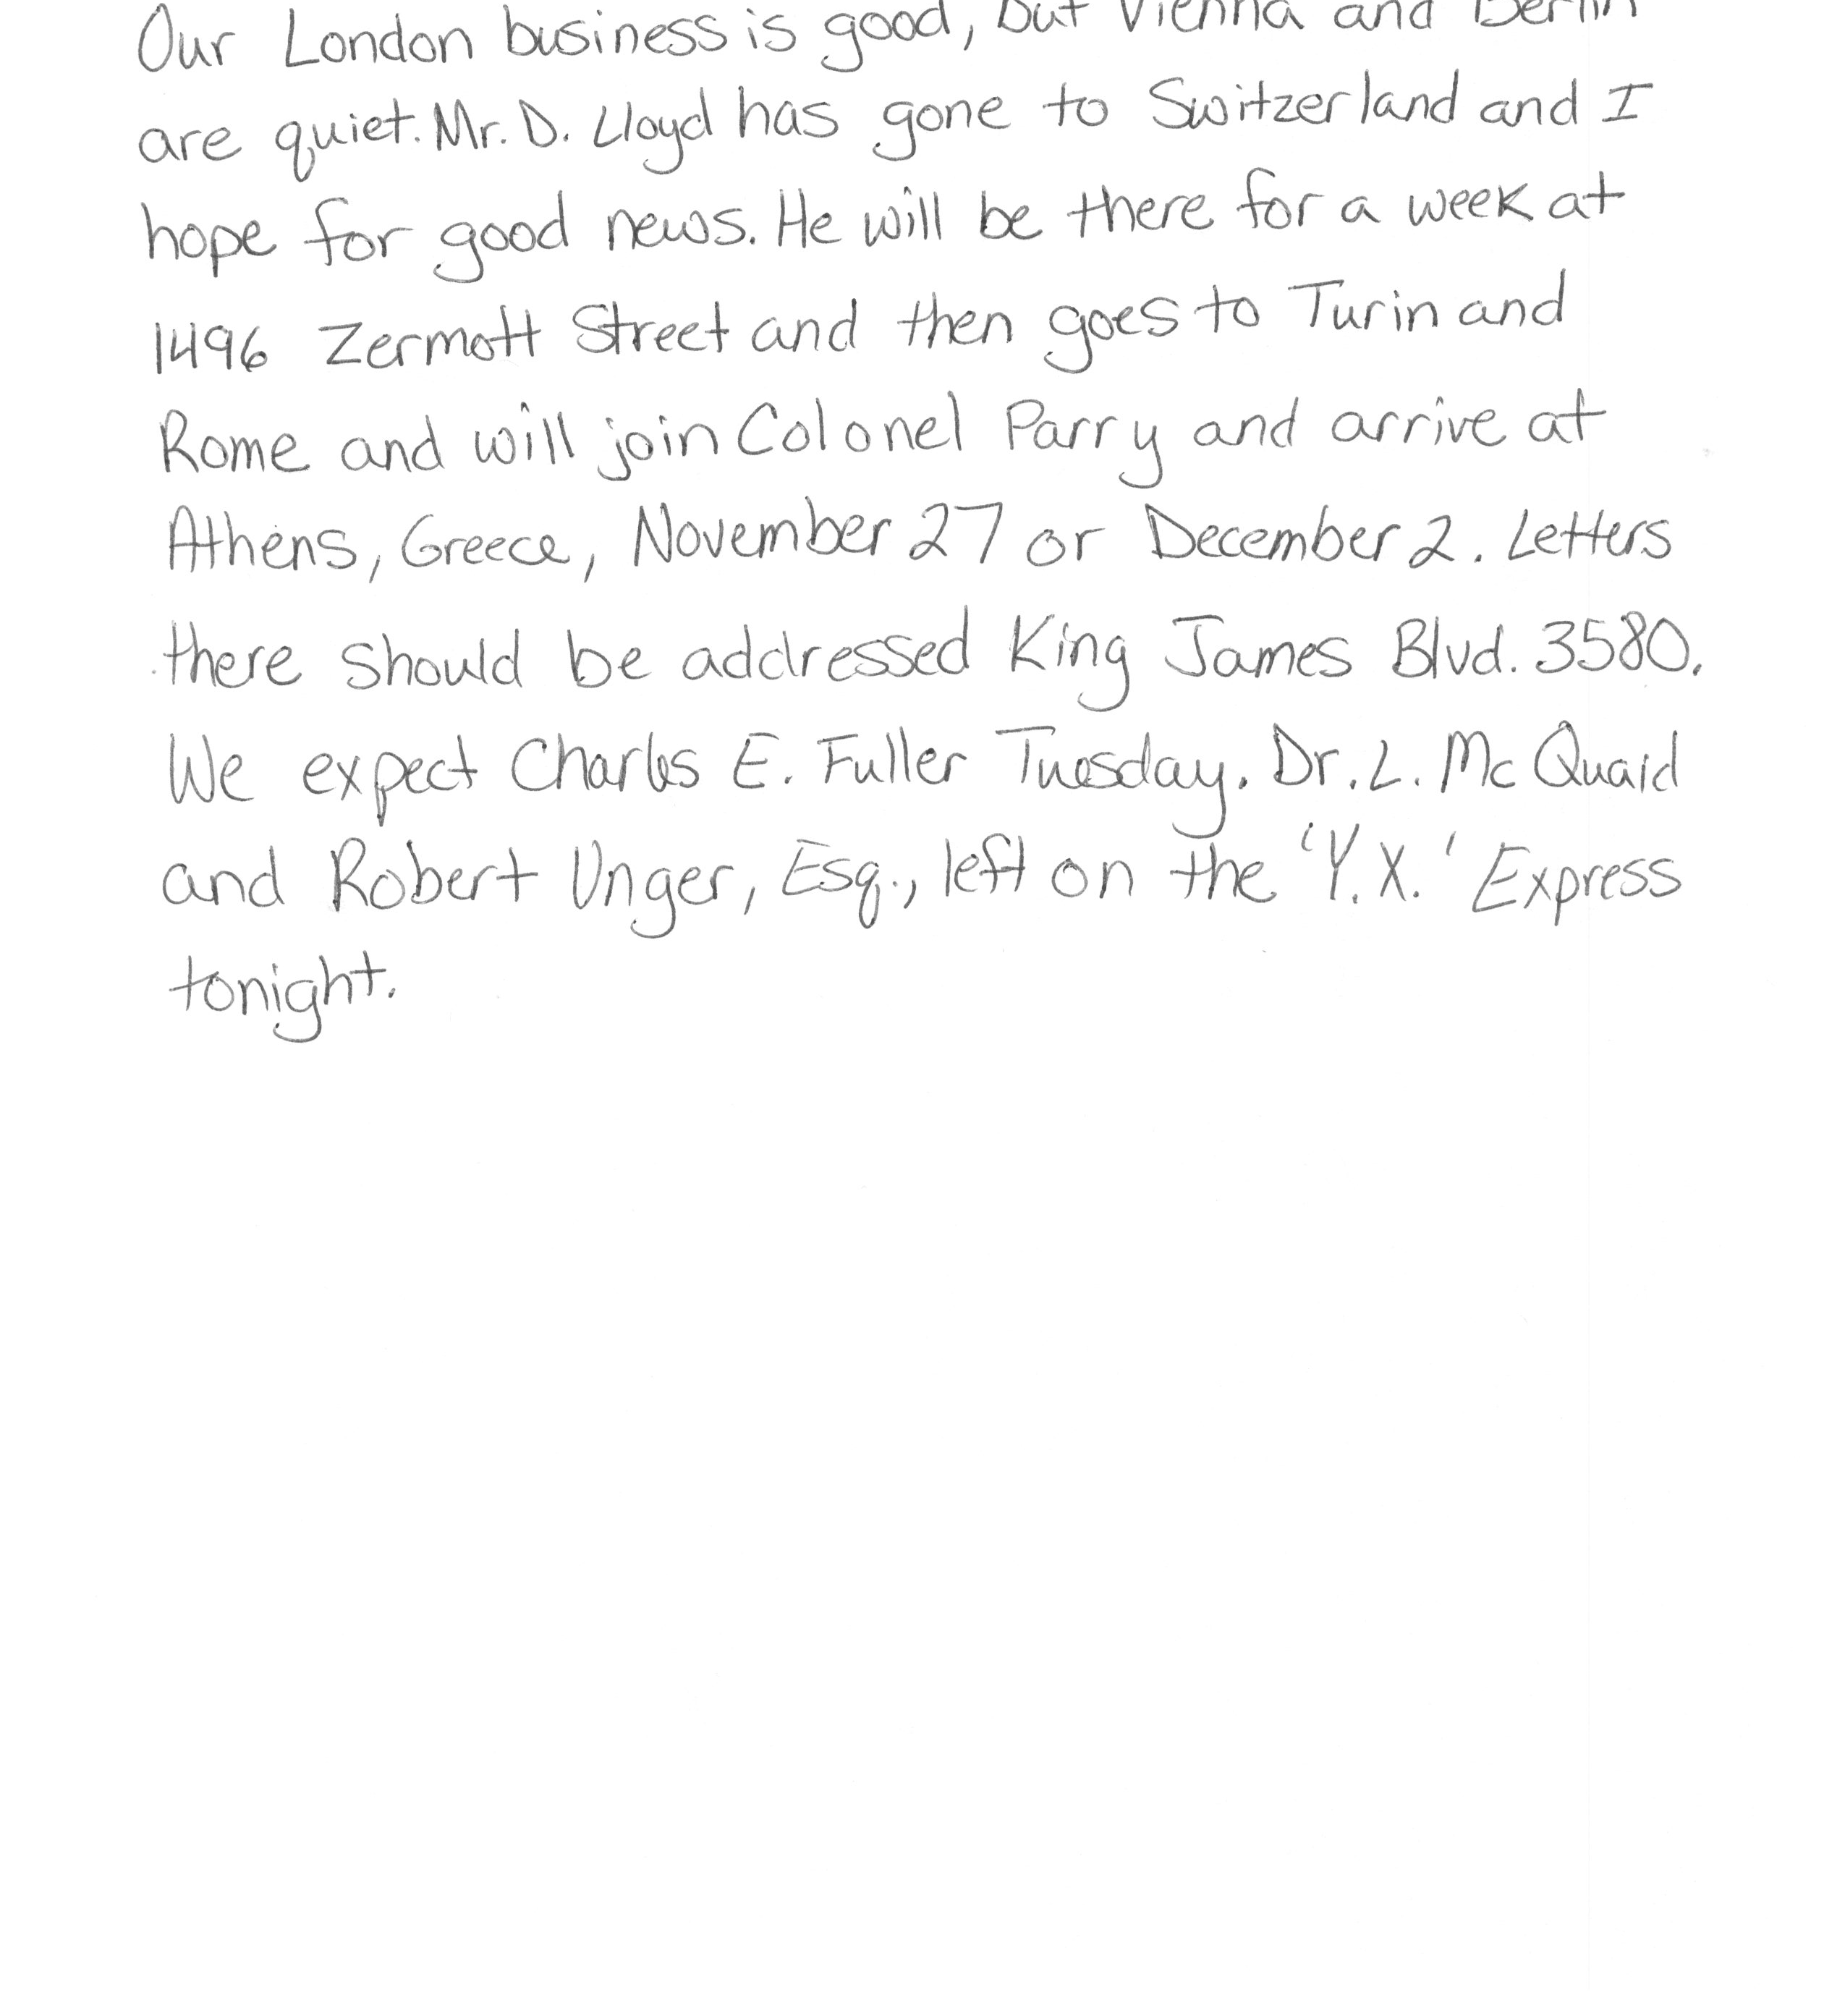 Our London business is good, but Vienna and Berlin
are quiet. Mr. D. Lloyd has gone to Switzerland and I
hope for good news. He will be there for a week at
1496 Zermott Street and then goes to Turin and
Rome and will join Colonel Parry and arrive at
Athens, Greece, November 27 or December 2. Letters
there should be addressed King James Blvd. 3580.
We expect Charles E. Fuller Tuesday. Dr. L. McQuaid
and Robert Unger, Esq., left on the 'Y.X.' Express
tonight.